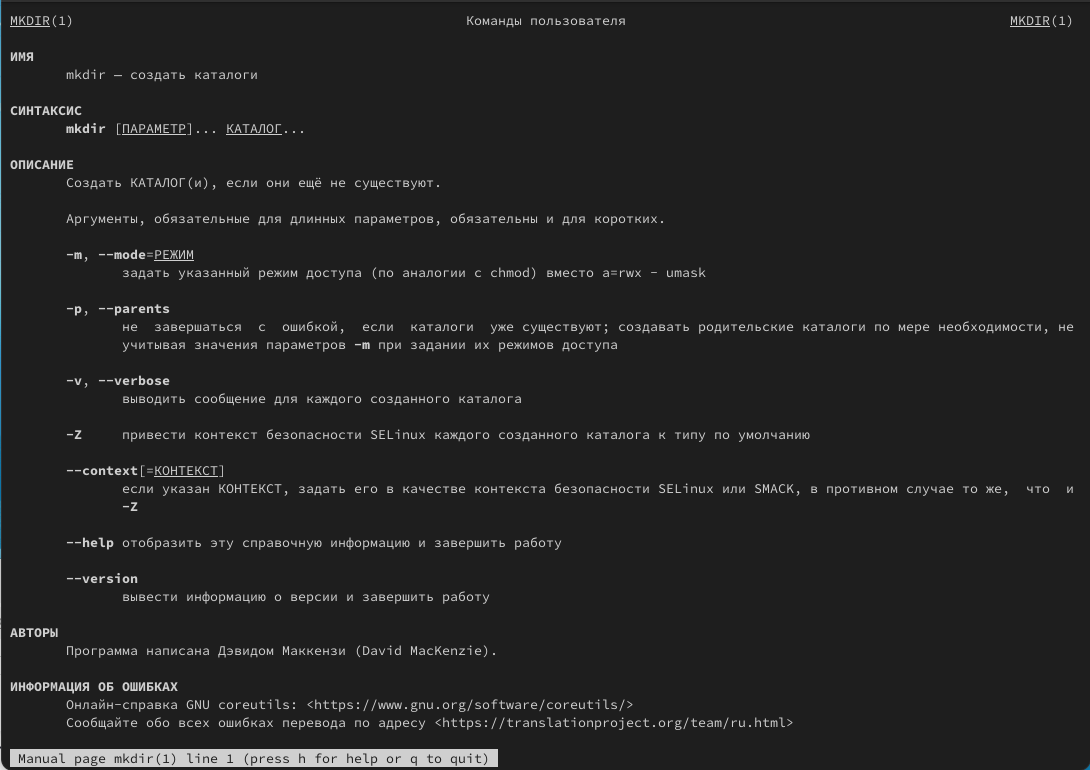 MKDIR(1) Команды пользователя MKDIR(1)
ИМЯ
mkdir — создать каталоги
СИНТАКСИС
mkdir [ПАРАМЕТР]... КАТАЛОГ...
ОПИСАНИЕ
Создать КАТАЛОГ(и), если они ещё не существуют.
Аргументы, обязательные для длинных параметров, обязательны и для коротких.
-m, --mode=РЕЖИМ
задать указанный режим доступа (по аналогии с chmod) вместо a=rwx - umask
-p, --parents
не завершаться с ошибкой, если каталоги уже существуют; создавать родительские каталоги по мере необходимости, не
учитывая значения параметров -m при задании их режимов доступа
-v, --verbose
выводить сообщение для каждого созданного каталога
-Z привести контекст безопасности SELinux каждого созданного каталога к типу по умолчанию
--context[=КОНТЕКСТ]
если указан КОНТЕКСТ, задать его в качестве контекста безопасности SELinux или SMACK, в противном случае то же, что и
-Z
--help отобразить эту справочную информацию и завершить работу
--version
вывести информацию о версии и завершить работу
АВТОРЫ
Программа написана Дэвидом Маккензи (David MacKenzie).
ИНФОРМАЦИЯ ОБ ОШИБКАХ
Онлайн-справка GNU coreutils: <https://www.gnu.org/software/coreutils/>
Сообщайте обо всех ошибках перевода по адресу <https://translationproject.org/team/ru.html>
Manual page mkdir(1) line 1 (press h for help or q to quit)